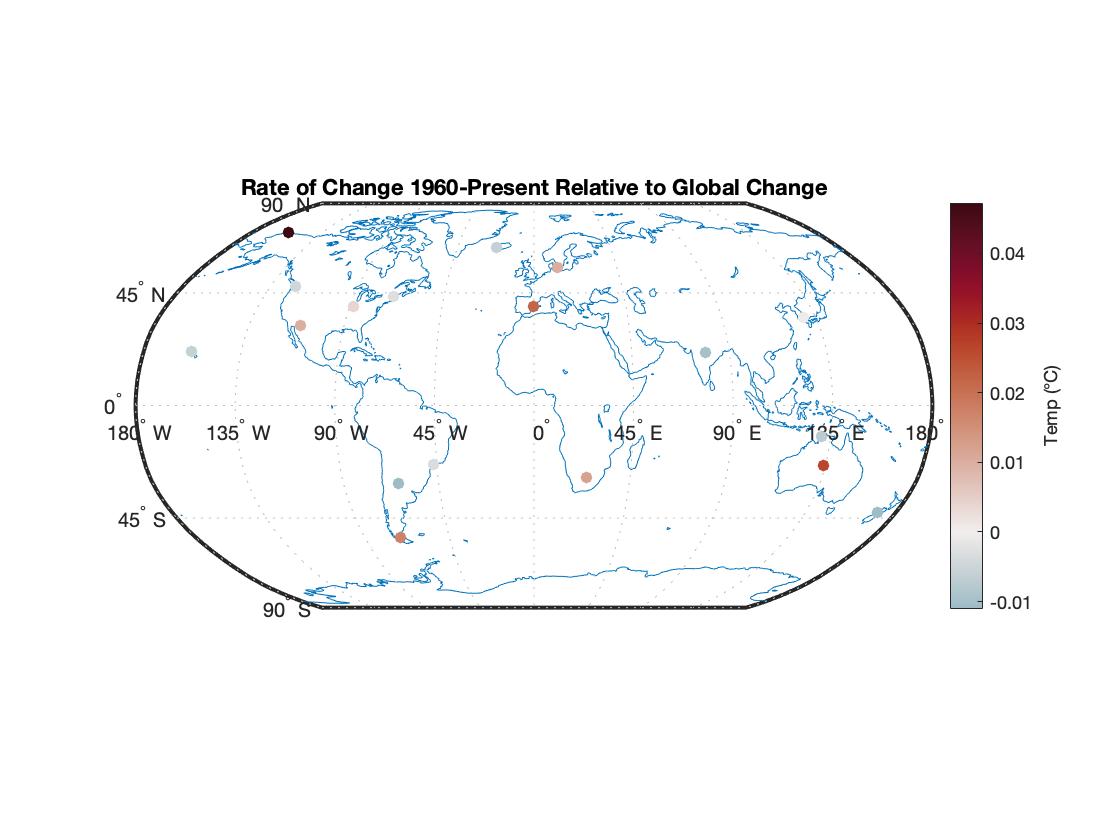 Rate of Change 1960-Present Relative to Global Change
90° N
45° N
0°
180° W 135° W 90° W 45° W 0° 45° E 90° E 135° E 180°
45° S
90° S
0.04
0.03
0.02
0.01
0
-0.01
Temp (°C)